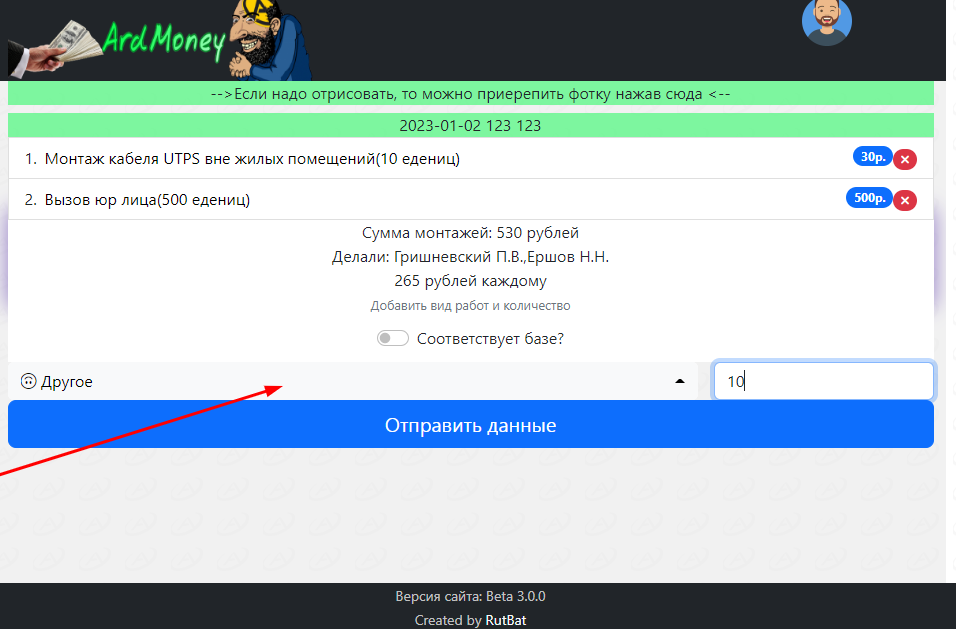 ArdMoney
-->Если надо отрисовать, то можно приерепить фотку нажав сюда <--
2023-01-02 123 123
1. Монтаж кабеля UTPS вне жилых помещений(10 едениц) 30р.
2. Вызов юр лица(500 едениц) 500р.
Сумма монтажей: 530 рублей
Делали: Гришневский П.В.,Ершов Н.Н.
265 рублей каждому
Добавить вид работ и количество
Соответствует базе?
Другое 10
Отправить данные
Версия сайта: Beta 3.0.0
Created by RutBat